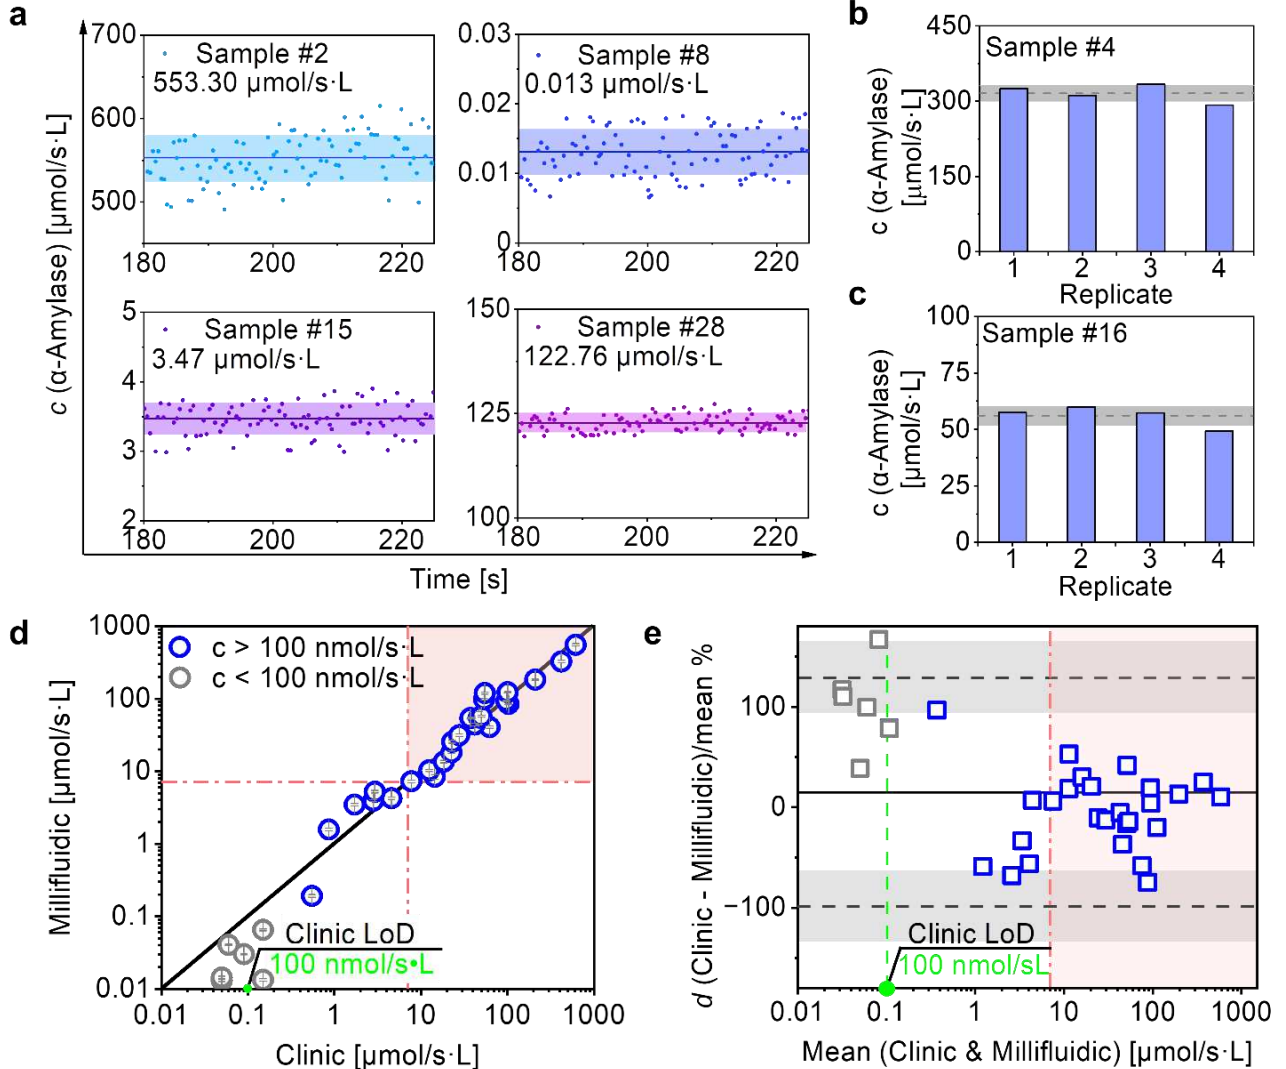 a
c (α-Amylase) [µmol/s·L]
700
600
500
180
200
220
Sample #2
553.30 µmol/s·L
0.03
0.02
0.01
0
180
200
220
Sample #8
0.013 µmol/s·L
5
4
3
2
180
200
220
Sample #15
3.47 µmol/s·L
150
125
100
180
200
220
Sample #28
122.76 µmol/s·L
Time [s]
b
c (α-Amylase)
[µmol/s·L]
450
300
150
0
Sample #4
1 2 3 4
Replicate
c
c (α-Amylase)
[µmol/s·L]
100
75
50
25
0
Sample #16
1 2 3 4
Replicate
d
Millifluidic [µmol/s·L]
1000
100
10
1
0.1
0.01
c > 100 nmol/s·L
c < 100 nmol/s·L
Clinic LoD
100 nmol/s•L
0.01 0.1 1 10 100 1000
Clinic [µmol/s·L]
e
d (Clinic - Millifluidic)/mean %
100
0
−100
Clinic LoD
100 nmol/sL
0.01 0.1 1 10 100 1000
Mean (Clinic & Millifluidic) [µmol/s·L]